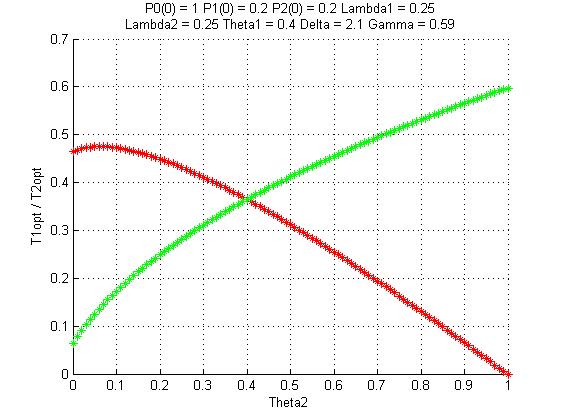 P0(0) = 1 P1(0) = 0.2 P2(0) = 0.2 Lambda1 = 0.25
Lambda2 = 0.25 Theta1 = 0.4 Delta = 2.1 Gamma = 0.59
0.7
0.6
0.5
0.4
0.3
0.2
0.1
0
T1opt / T2opt
0 0.1 0.2 0.3 0.4 0.5 0.6 0.7 0.8 0.9 1
Theta2